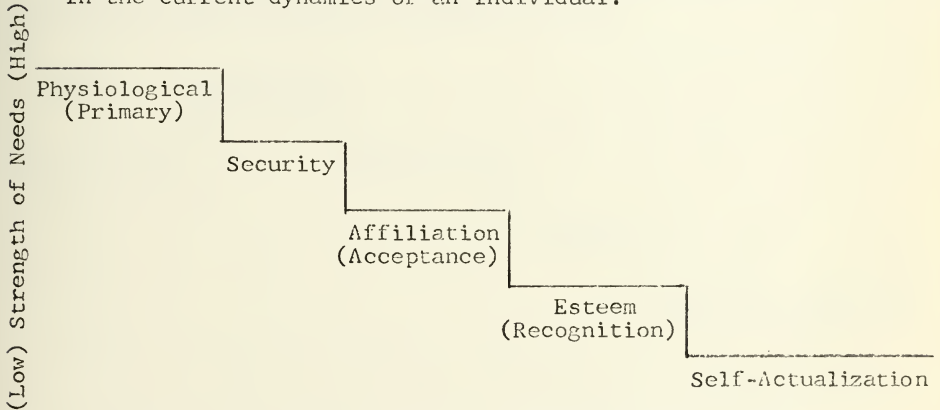 in the current dynamics of an individual.
(Low) Strength of Needs (High)
Physiological
(Primary)
Security
Affiliation
(Acceptance)
Esteem
(Recognition)
Self-Actualization